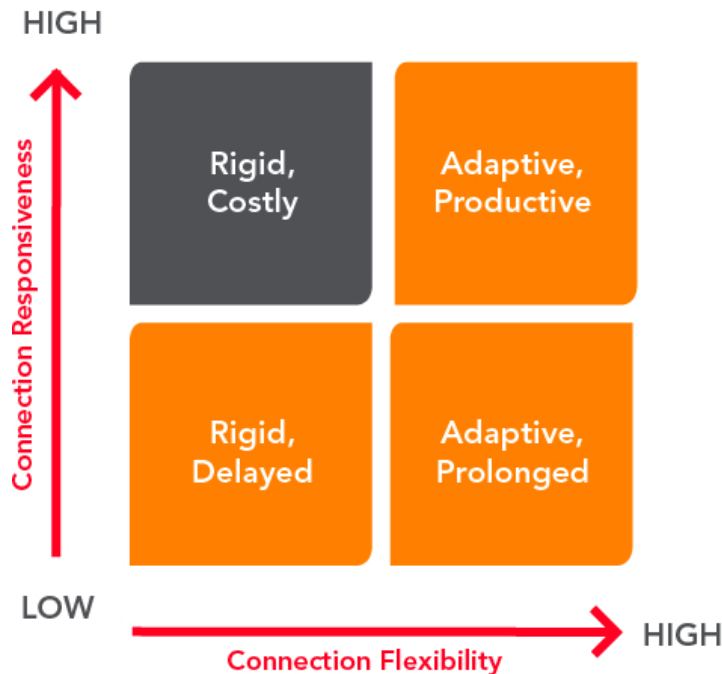 HIGH
Connection Responsiveness
Rigid,
Costly
Adaptive,
Productive
Rigid,
Delayed
Adaptive,
Prolonged
LOW
HIGH
Connection Flexibility